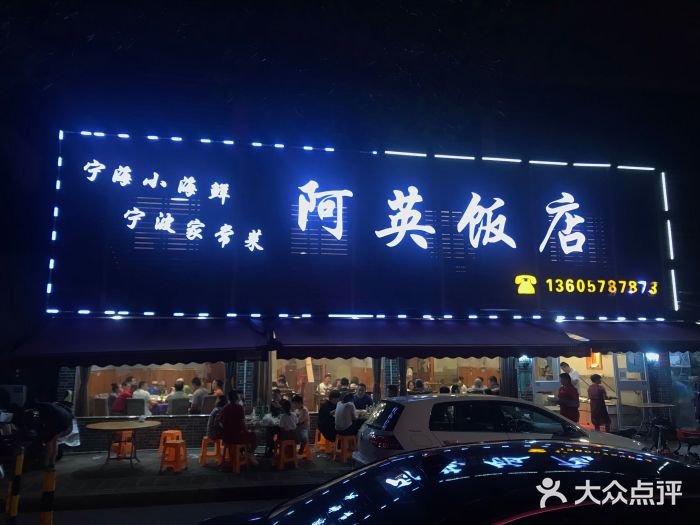 宁海小海鲜
宁波家常菜
阿英饭店
☎ 13605787873
大众点评